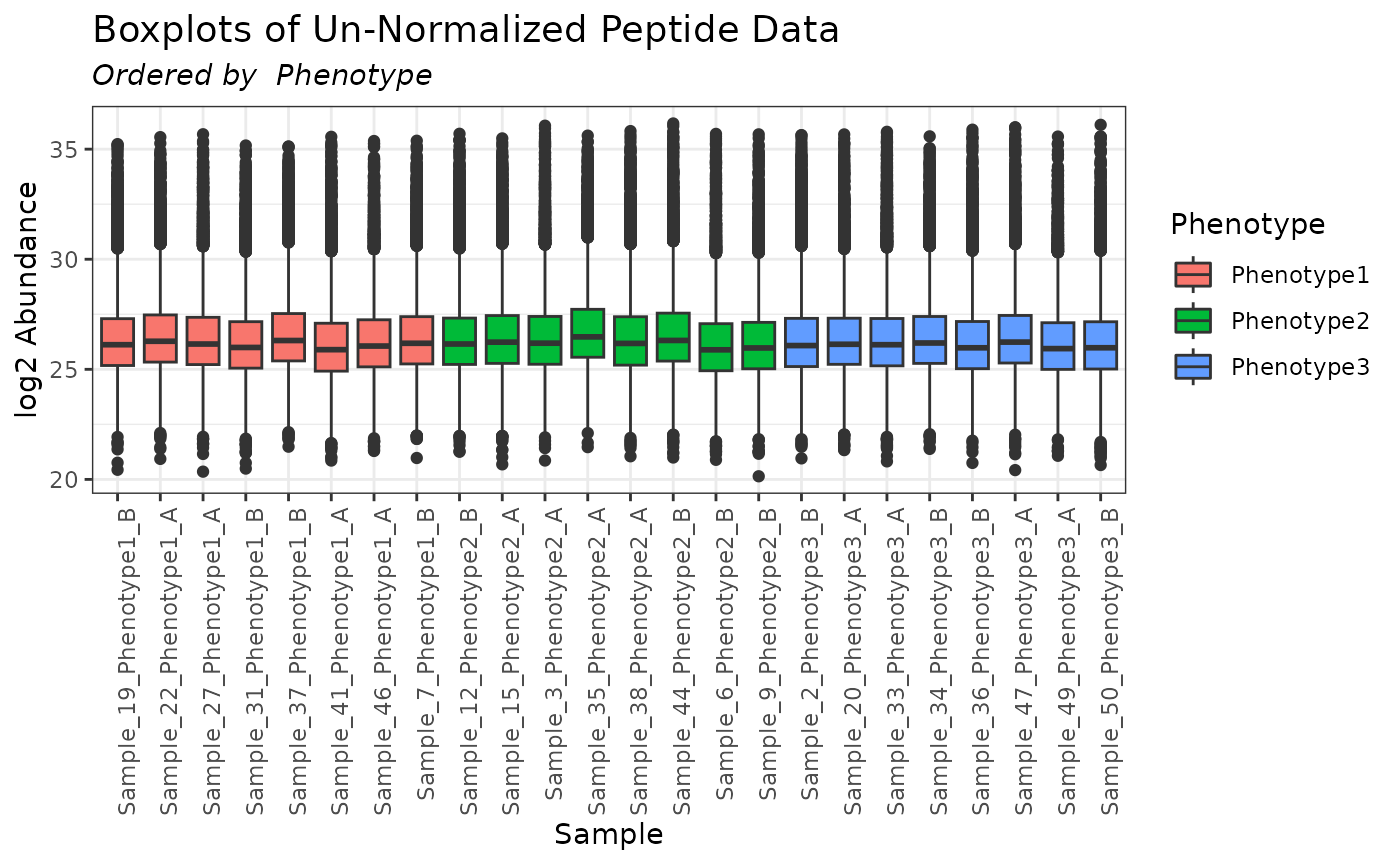 Boxplots of Un-Normalized Peptide Data
Ordered by  Phenotype
log2 Abundance
35
30
25
20
Sample_19_Phenotype1_B
Sample_22_Phenotype1_A
Sample_27_Phenotype1_A
Sample_31_Phenotype1_B
Sample_37_Phenotype1_B
Sample_41_Phenotype1_A
Sample_46_Phenotype1_A
Sample_7_Phenotype1_B
Sample_12_Phenotype2_B
Sample_15_Phenotype2_A
Sample_3_Phenotype2_A
Sample_35_Phenotype2_A
Sample_38_Phenotype2_A
Sample_44_Phenotype2_B
Sample_6_Phenotype2_B
Sample_9_Phenotype2_B
Sample_2_Phenotype3_B
Sample_20_Phenotype3_A
Sample_33_Phenotype3_A
Sample_34_Phenotype3_B
Sample_36_Phenotype3_B
Sample_47_Phenotype3_A
Sample_49_Phenotype3_A
Sample_50_Phenotype3_B
Sample
Phenotype
Phenotype1
Phenotype2
Phenotype3